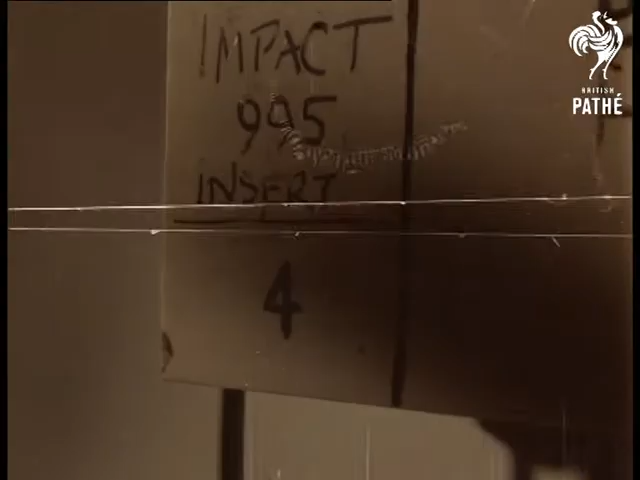 IMPACT
995
INSERT
4
BRITISH
PATHÉ